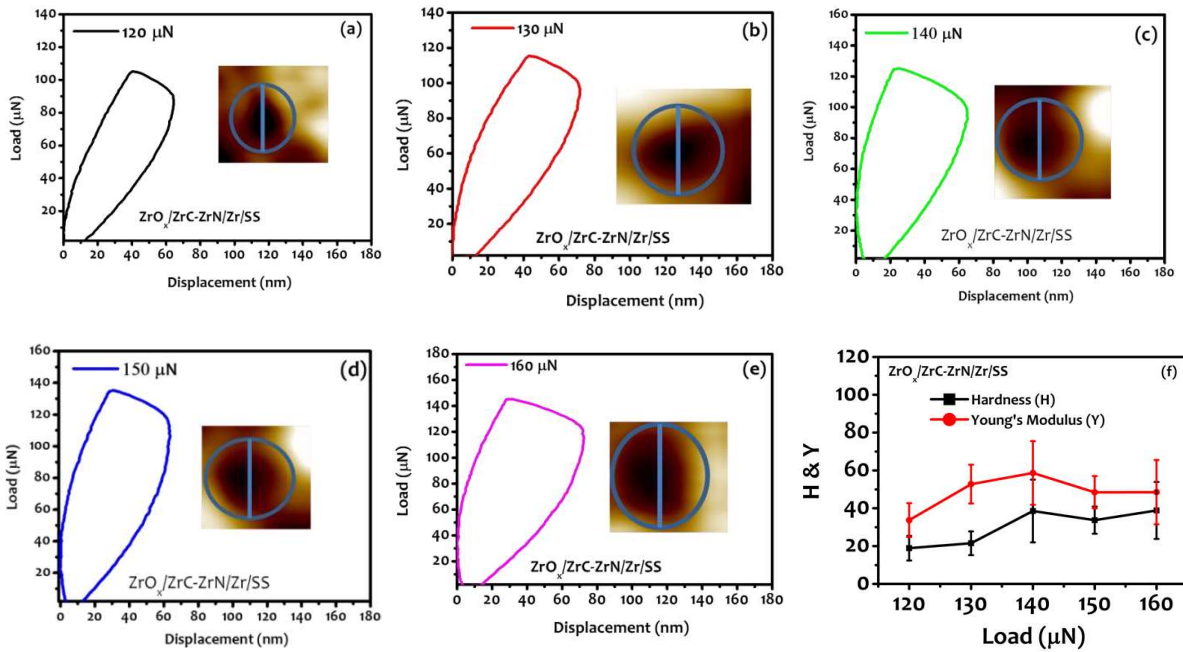 (a)
120 µN
Load (µN)
140
120
100
80
60
40
20
0 20 40 60 80 100 120 140 160 180
Displacement (nm)
ZrOx/ZrC-ZrN/Zr/SS
(b)
130 µN
Load (µN)
140
120
100
80
60
40
20
0 20 40 60 80 100 120 140 160 180
Displacement (nm)
ZrOx/ZrC-ZrN/Zr/SS
(c)
140 µN
Load (µN)
160
140
120
100
80
60
40
20
0 20 40 60 80 100 120 140 160 180
Displacement (nm)
ZrOx/ZrC-ZrN/Zr/SS
(d)
150 µN
Load (µN)
160
140
120
100
80
60
40
20
0 20 40 60 80 100 120 140 160 180
Displacement (nm)
ZrOx/ZrC-ZrN/Zr/SS
(e)
160 µN
Load (µN)
180
160
140
120
100
80
60
40
20
0 20 40 60 80 100 120 140 160 180
Displacement (nm)
ZrOx/ZrC-ZrN/Zr/SS
(f)
ZrOx/ZrC-ZrN/Zr/SS
Hardness (H)
Young's Modulus (Y)
H & Y
120
100
80
60
40
20
0
120 130 140 150 160
Load (µN)